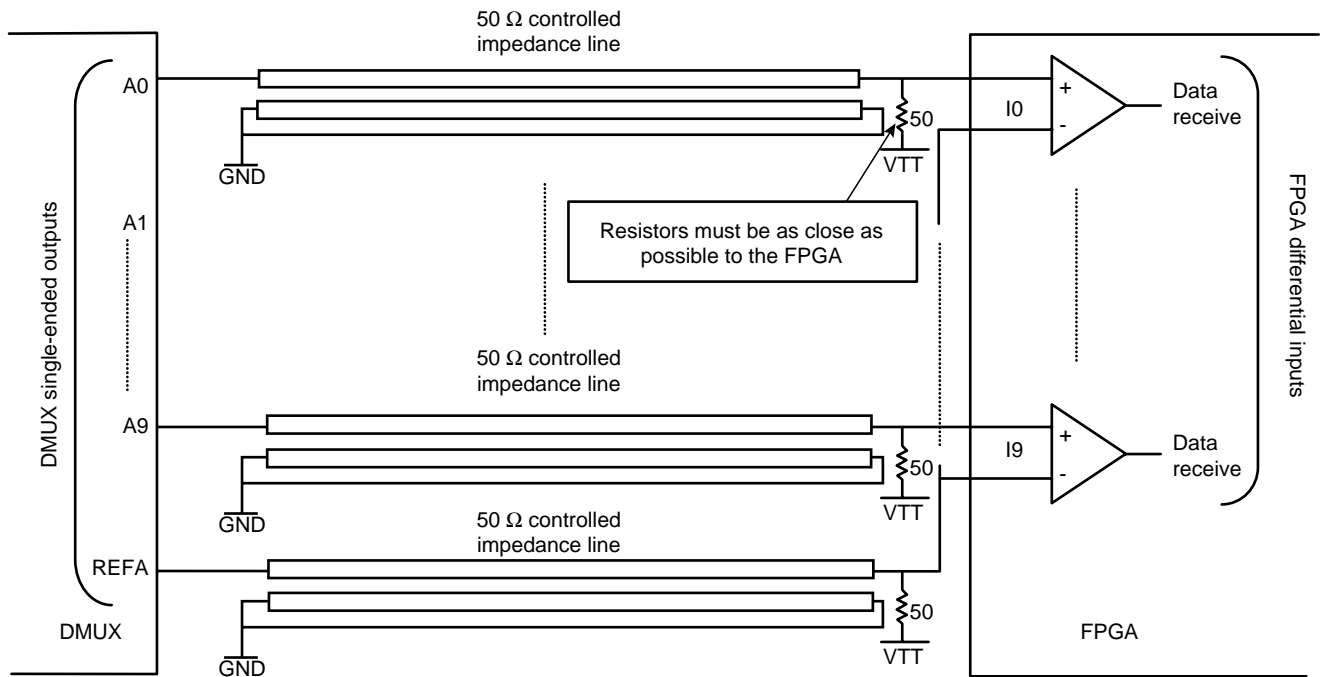 50 Ω controlled
impedance line
A0
50
+
-
I0
Data
receive
GND
VTT
A1
Resistors must be as close as
possible to the FPGA
DMUX single-ended outputs
FPGA differential inputs
50 Ω controlled
impedance line
A9
50
+
-
I9
Data
receive
GND
VTT
50 Ω controlled
impedance line
REFA
50
DMUX
GND
VTT
FPGA